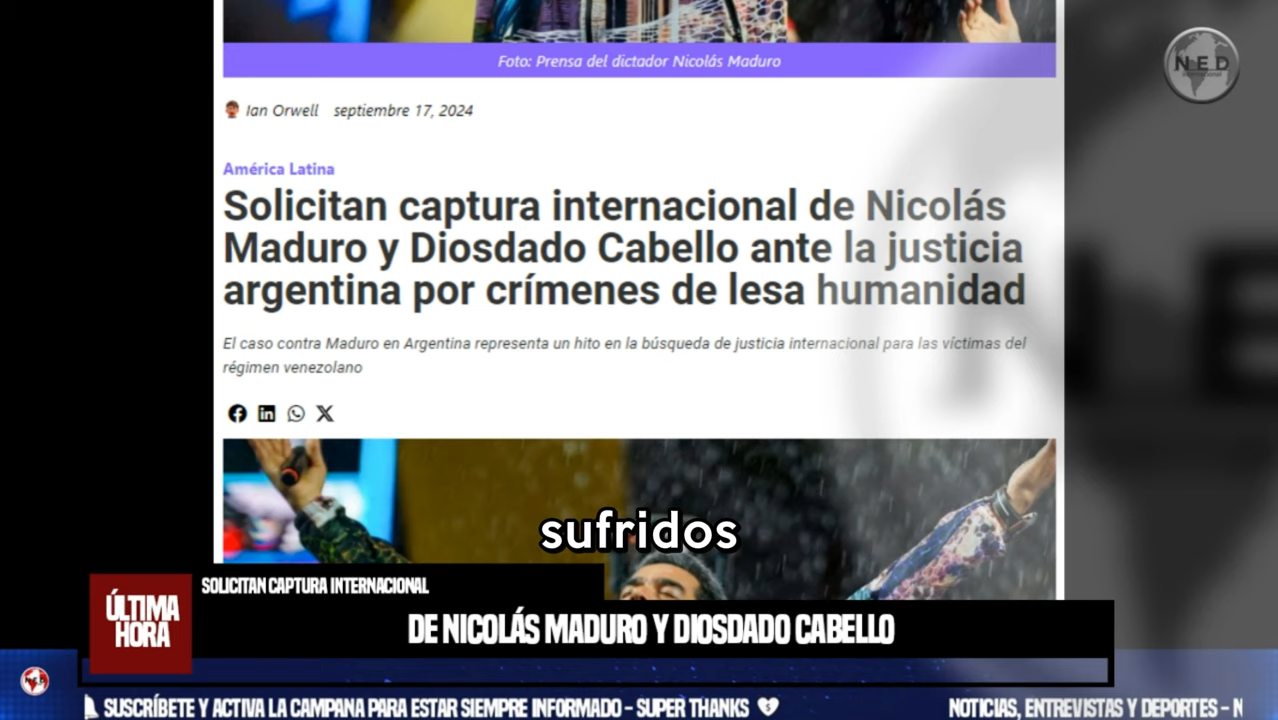 Foto: Prensa del dictador Nicolás Maduro
NED
International
Ian Orwell septiembre 17, 2024
América Latina
Solicitan captura internacional de Nicolás
Maduro y Diosdado Cabello ante la justicia
argentina por crímenes de lesa humanidad
El caso contra Maduro en Argentina representa un hito en la búsqueda de justicia internacional para las víctimas del
régimen venezolano
sufridos
SOLICITAN CAPTURA INTERNACIONAL
ÚLTIMA
HORA
DE NICOLÁS MADURO Y DIOSDADO CABELLO
SUSCRÍBETE Y ACTIVA LA CAMPANA PARA ESTAR SIEMPRE INFORMADO - SUPER THANKS
NOTICIAS, ENTREVISTAS Y DEPORTES - N